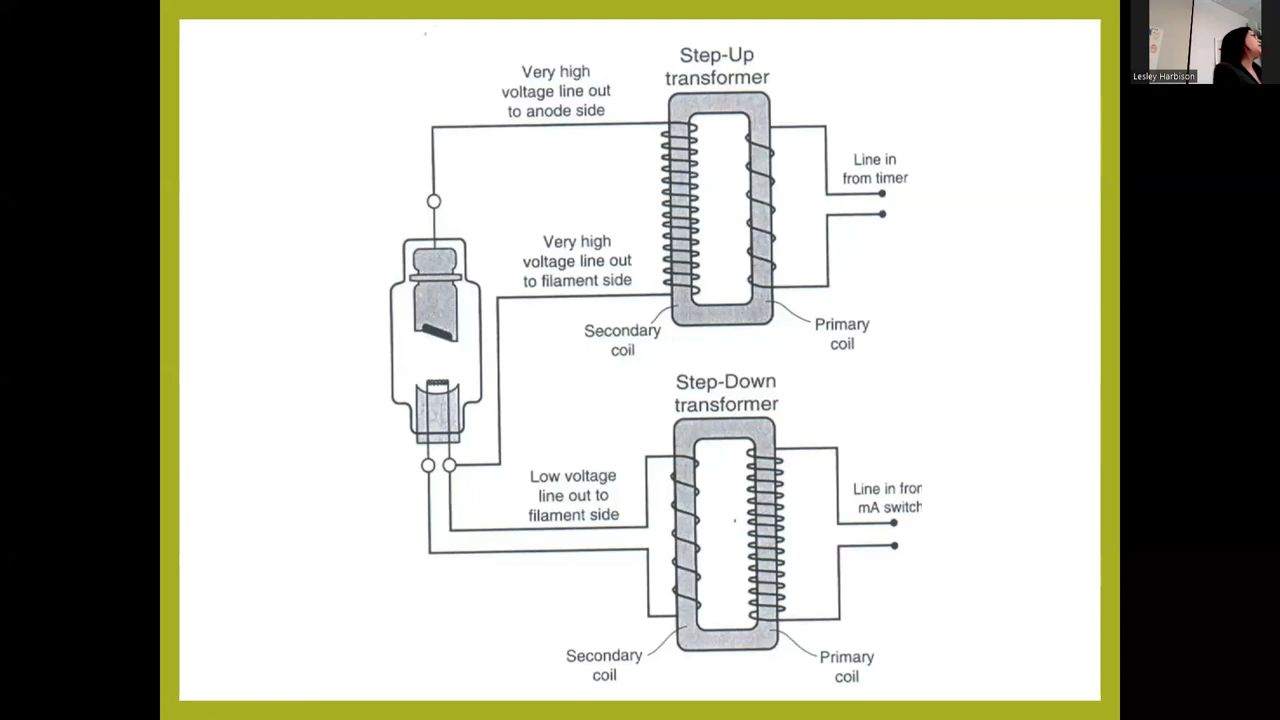 Step-Up
transformer
Very high
voltage line out
to anode side
Line in
from timer
Very high
voltage line out
to filament side
Secondary
coil
Primary
coil
Step-Down
transformer
Low voltage
line out to
filament side
Line in from
mA switch
Secondary
coil
Primary
coil
Lesley Harbison